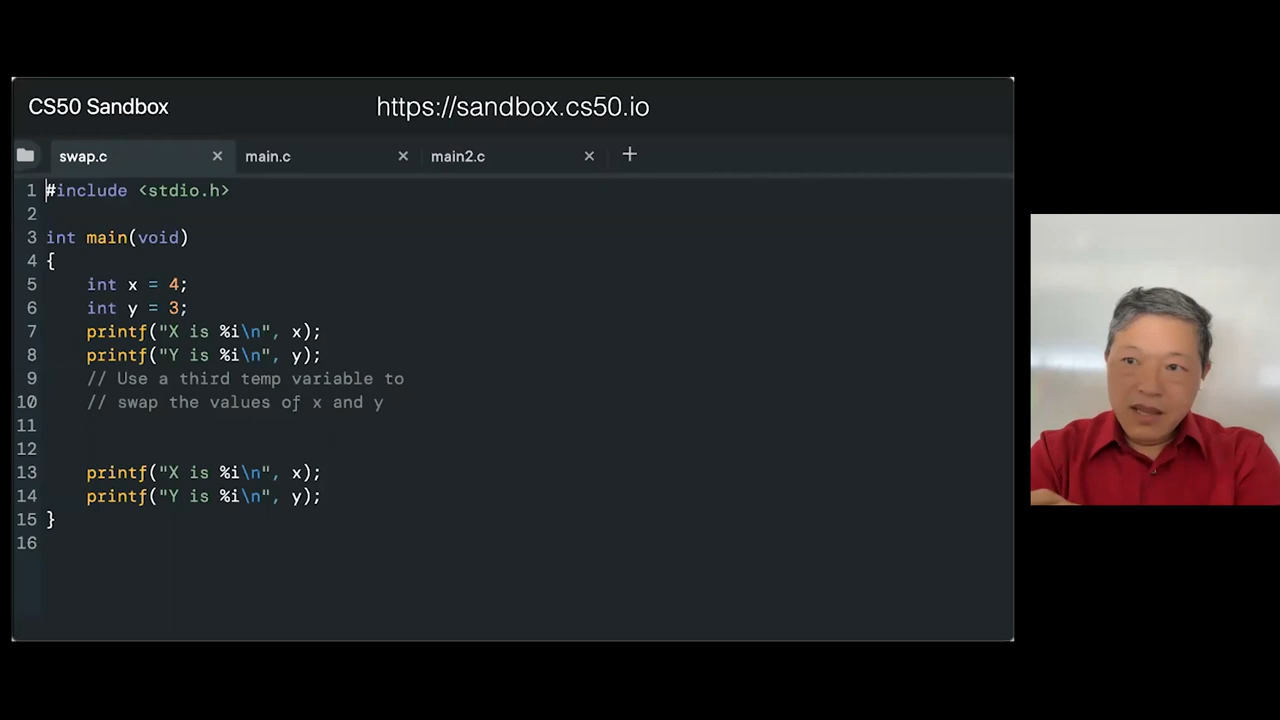 CS50 Sandbox https://sandbox.cs50.io
swap.c × main.c × main2.c × +
1 #include <stdio.h>
2
3 int main(void)
4 {
5     int x = 4;
6     int y = 3;
7     printf("X is %i\n", x);
8     printf("Y is %i\n", y);
9     // Use a third temp variable to
10     // swap the values of x and y
11
12
13     printf("X is %i\n", x);
14     printf("Y is %i\n", y);
15 }
16